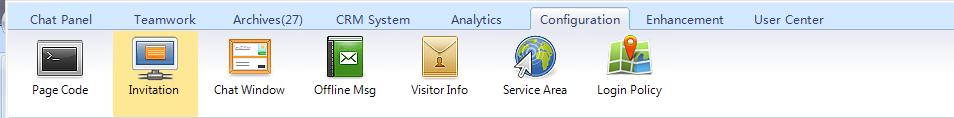 Chat Panel Teamwork Archives(27) CRM System Analytics Configuration Enhancement User Center
Page Code Invitation Chat Window Offline Msg Visitor Info Service Area Login Policy